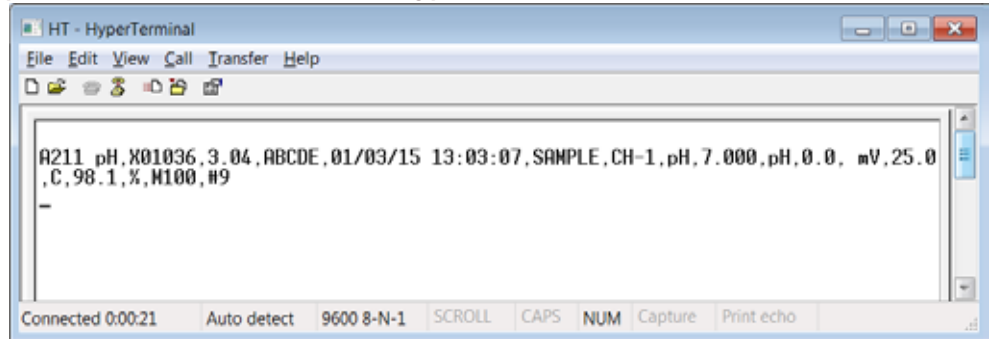 HT - HyperTerminal
File Edit View Call Transfer Help
A211 pH,X01036,3.04,ABCDE,01/03/15 13:03:07,SAMPLE,CH-1,pH,7.000,pH,0.0, mV,25.0
,C,98.1,%,M100,#9
_
Connected 0:00:21 Auto detect 9600 8-N-1 SCROLL CAPS NUM Capture Print echo